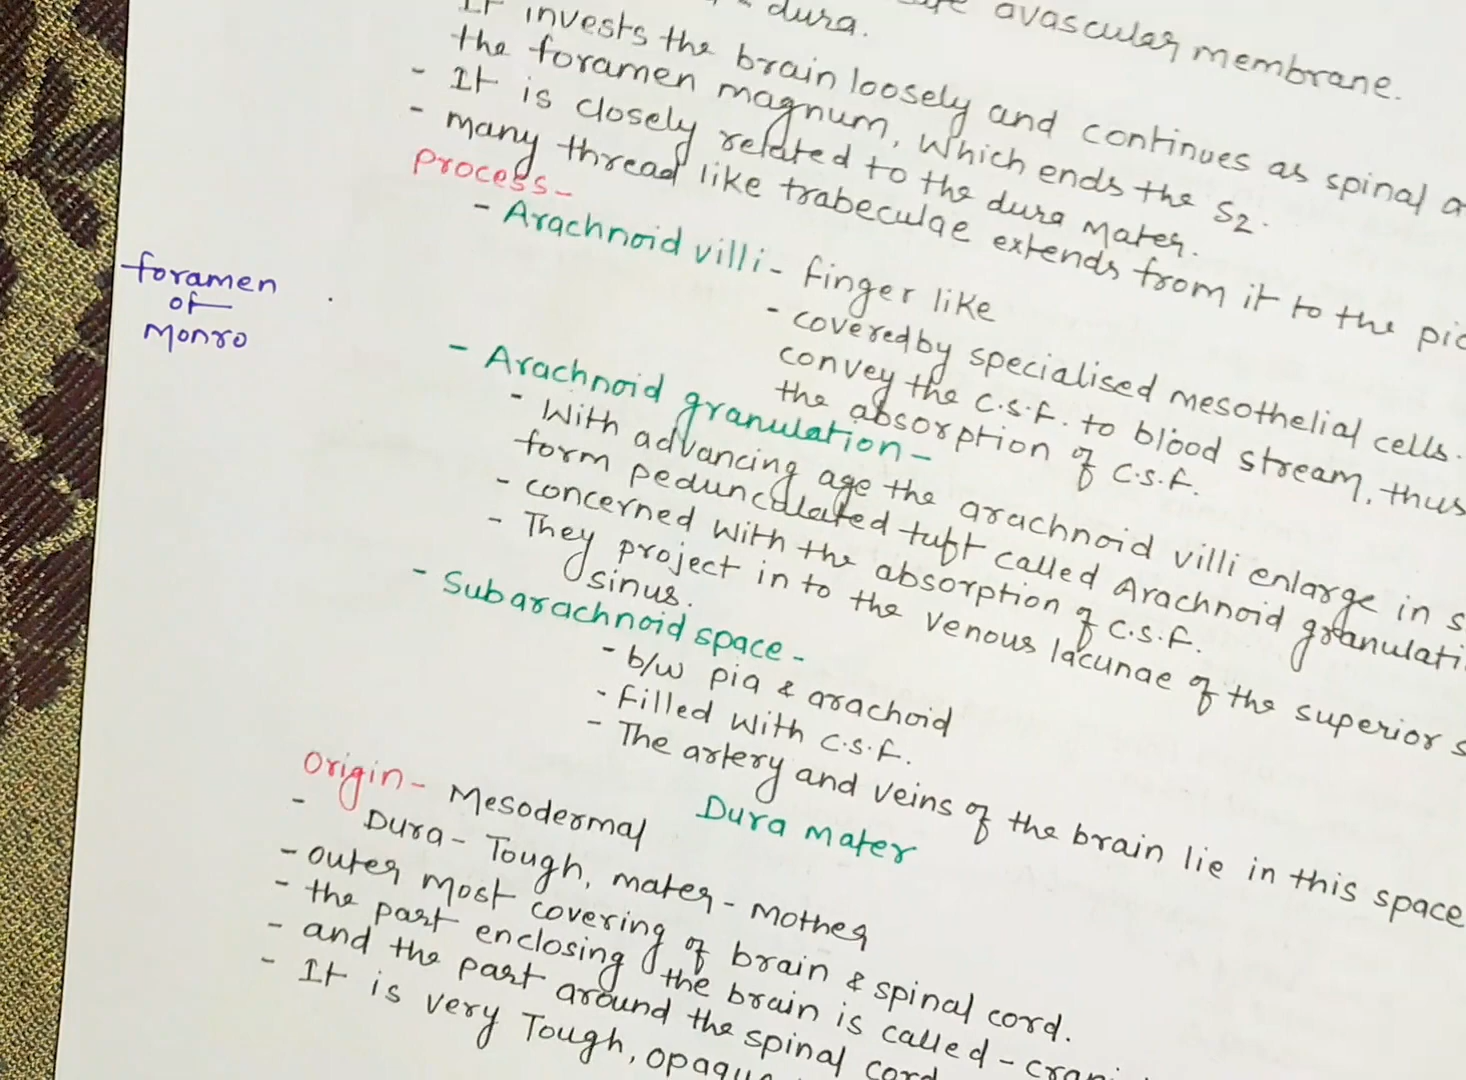 avascular membrane.
dura.
It invests the brain loosely and continues as spinal
the foramen magnum, which ends the S2.
- It is closely related to the dura mater.
- many thread like trabeculae extends from it to the
Process-
- Arachnoid villi - finger like
- covered by specialised mesothelial cells.
convey the C.S.F. to blood stream, thus
the absorption of C.S.F.
- Arachnoid granulation -
- With advancing age the arachnoid villi enlarge in
form pedunculated tuft called Arachnoid
- concerned with the absorption of C.S.F.
- They project in to the venous lacunae of the superior
sinus.
- Subarachnoid space -
- b/w pia & arachoid
- Filled with C.S.F.
- The artery and veins of the brain lie in this space
foramen
of
Monro
Dura mater
Origin - Mesodermal
- Dura - Tough, mater - Mother
- outer most covering of brain & spinal cord.
- the part enclosing the brain is called -
- and the part around the spinal cord
- It is very Tough,